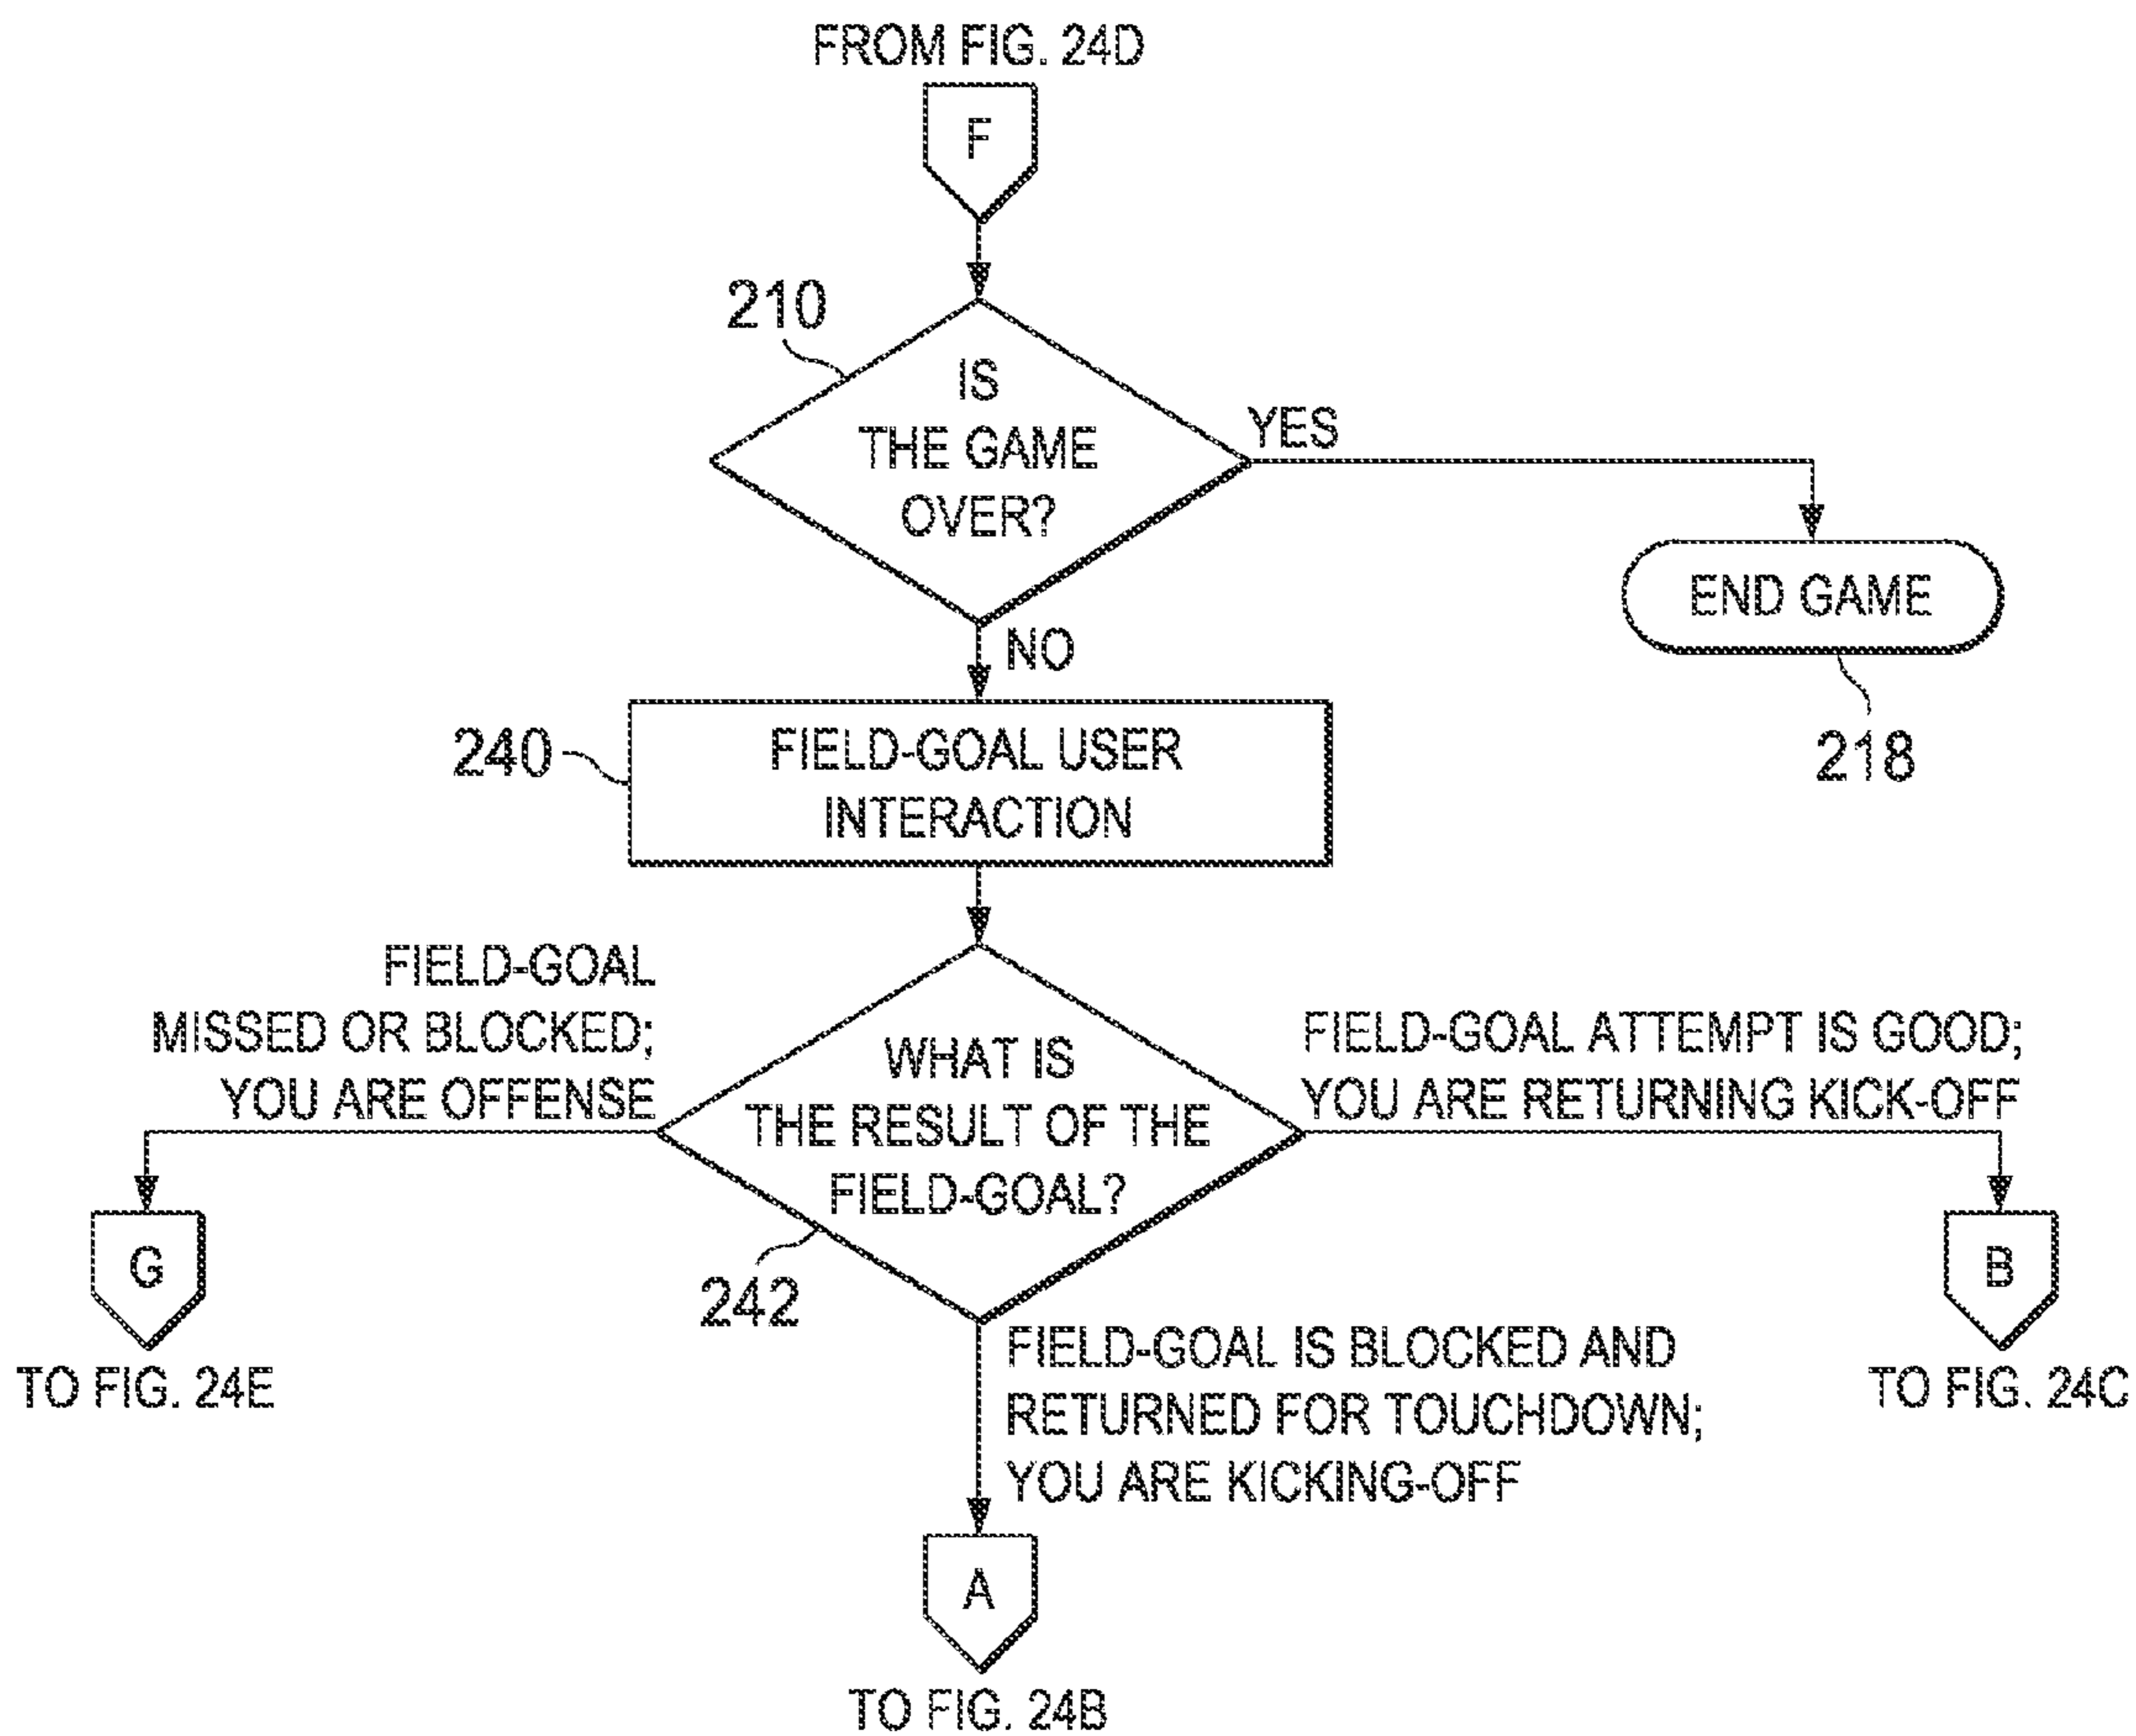 FROM FIG. 24D
F
210
IS
THE GAME
OVER?
YES
END GAME
218
NO
240
FIELD-GOAL USER
INTERACTION
FIELD-GOAL
MISSED OR BLOCKED;
YOU ARE OFFENSE
WHAT IS
THE RESULT OF THE
FIELD-GOAL?
242
FIELD-GOAL ATTEMPT IS GOOD;
YOU ARE RETURNING KICK-OFF
G
TO FIG. 24E
B
TO FIG. 24C
FIELD-GOAL IS BLOCKED AND
RETURNED FOR TOUCHDOWN;
YOU ARE KICKING-OFF
A
TO FIG. 24B